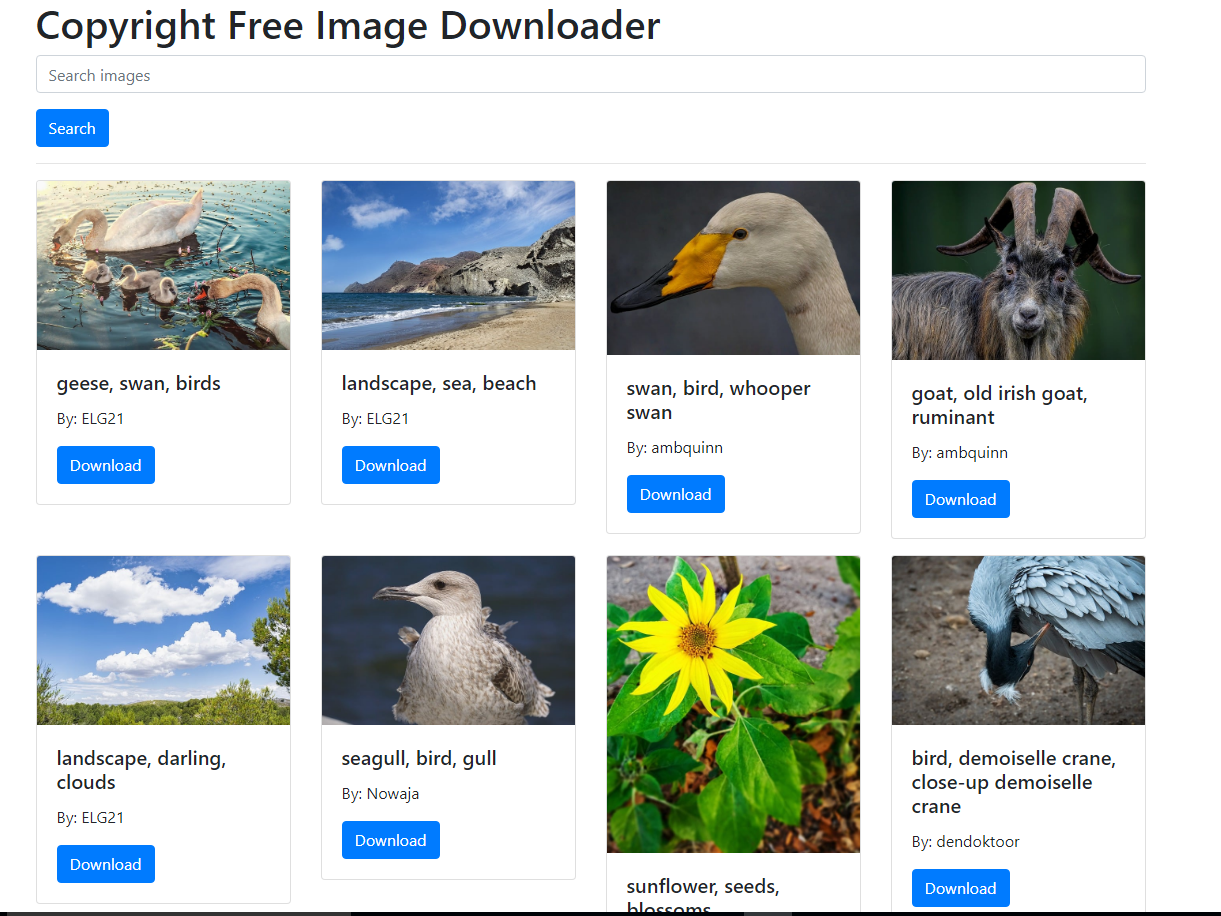 Copyright Free Image Downloader
Search images
Search
geese, swan, birds
By: ELG21
Download
landscape, sea, beach
By: ELG21
Download
swan, bird, whooper
swan
By: ambquinn
Download
goat, old irish goat,
ruminant
By: ambquinn
Download
landscape, darling,
clouds
By: ELG21
Download
seagull, bird, gull
By: Nowaja
Download
sunflower, seeds,
blossoms
bird, demoiselle crane,
close-up demoiselle
crane
By: dendoktoor
Download